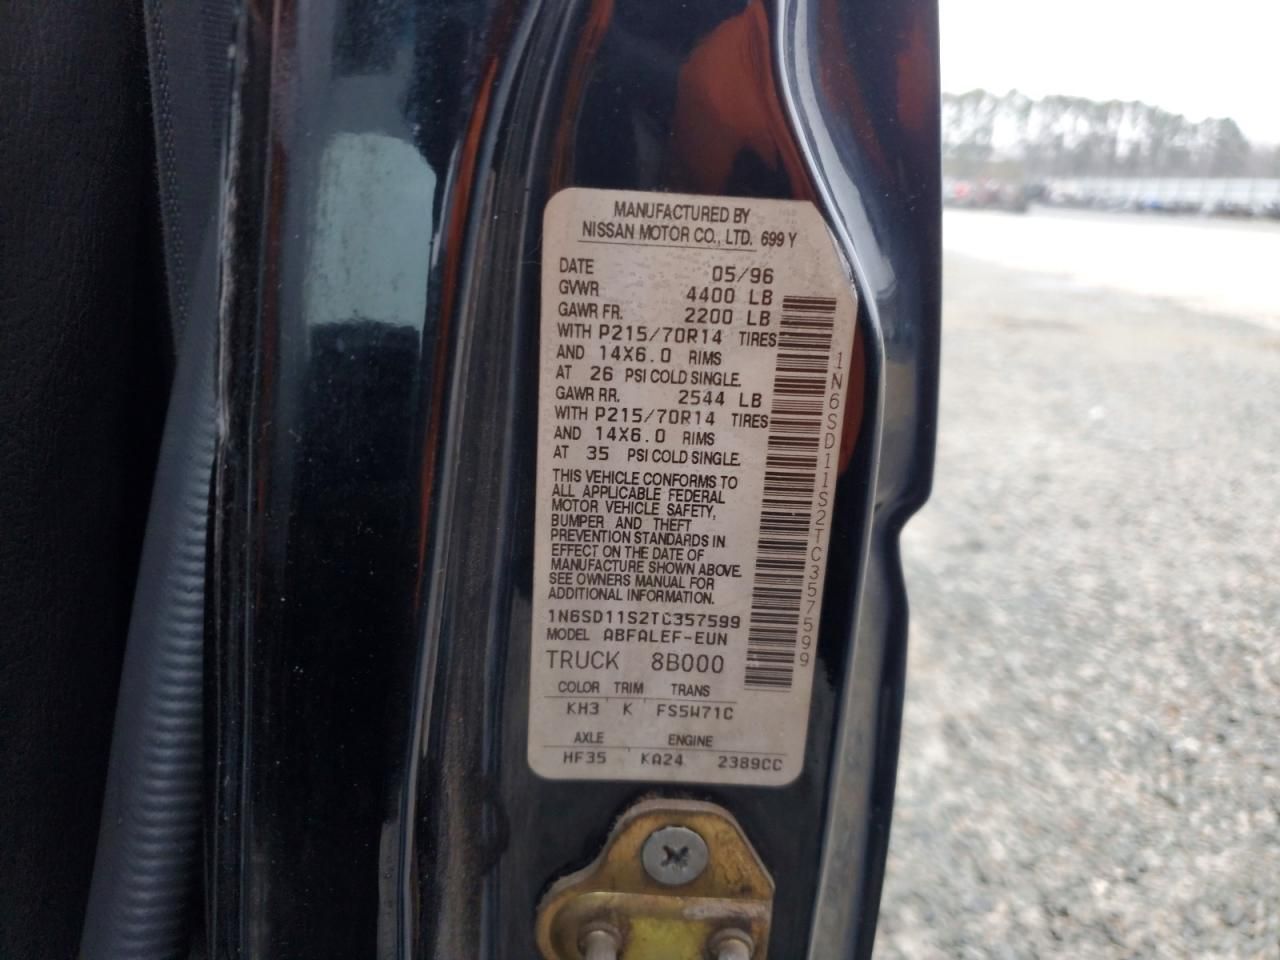 MANUFACTURED BY
NISSAN MOTOR CO., LTD. 699 Y
DATE 05/96
GVWR 4400 LB
GAWR FR. 2200 LB
WITH P215/70R14 TIRES
AND 14X6.0 RIMS
AT 26 PSI COLD SINGLE.
GAWR RR. 2544 LB
WITH P215/70R14 TIRES
AND 14X6.0 RIMS
AT 35 PSI COLD SINGLE.
THIS VEHICLE CONFORMS TO
ALL APPLICABLE FEDERAL
MOTOR VEHICLE SAFETY,
BUMPER AND THEFT
PREVENTION STANDARDS IN
EFFECT ON THE DATE OF
MANUFACTURE SHOWN ABOVE.
SEE OWNERS MANUAL FOR
ADDITIONAL INFORMATION.
1N6SD11S2TC357599
MODEL ABFALEF-EUN
TRUCK 8B000
COLOR TRIM TRANS
KH3 K FS5W71C
AXLE ENGINE
HF35 KA24 2389CC
1N6SD11S2TC357599